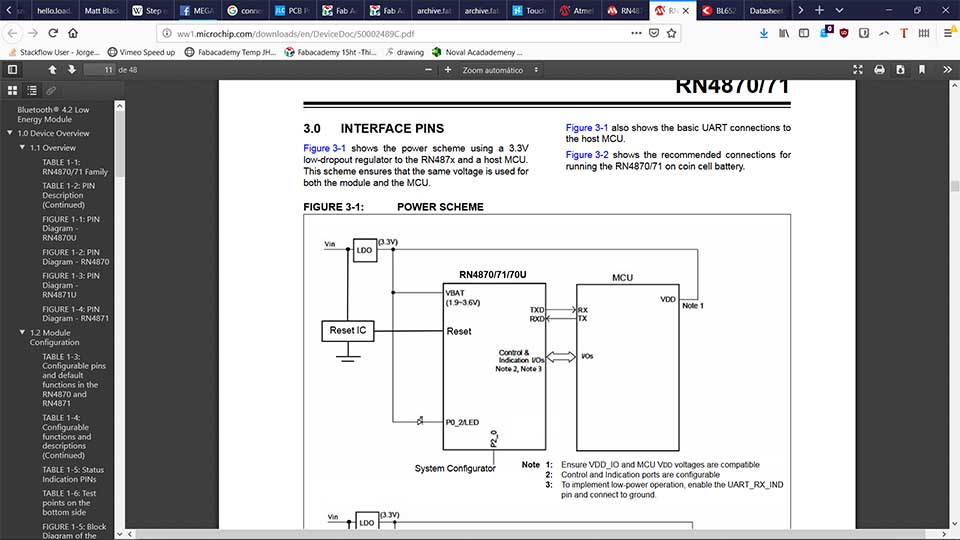 hello.load.
Matt Black
Step re
MEGA
conne
PCB P
Fab A
Fab Ac
archive.fat
archive.fat
Touch
Atmel
RN487
RN
BL652
Datasheet
ww1.microchip.com/downloads/en/DeviceDoc/50002489C.pdf
Stackflow User - Jorge...
Vimeo Speed up
Fabacademy Temp JH...
Fabacademy 15ht -Thi...
drawing
Noval Acadademy ...
11 de 48
Zoom automático
Bluetooth® 4.2 Low
Energy Module
1.0 Device Overview
1.1 Overview
TABLE 1-1:
RN4870/71 Family
TABLE 1-2: PIN
Description
(Continued)
FIGURE 1-1: PIN
Diagram -
RN4870U
FIGURE 1-2: PIN
Diagram - RN4870
FIGURE 1-3: PIN
Diagram -
RN4871U
FIGURE 1-4: PIN
Diagram - RN4871
1.2 Module
Configuration
TABLE 1-3:
Configurable pins
and default
functions in the
RN4870 and
RN4871
TABLE 1-4:
Configurable
functions and
descriptions
(Continued)
TABLE 1-5: Status
Indication PINs
TABLE 1-6: Test
points on the
bottom side
FIGURE 1-5: Block
Diagram of the
RN4870/71
3.0 INTERFACE PINS
Figure 3-1 shows the power scheme using a 3.3V
low-dropout regulator to the RN487x and a host MCU.
This scheme ensures that the same voltage is used for
both the module and the MCU.
Figure 3-1 also shows the basic UART connections to
the host MCU.
Figure 3-2 shows the recommended connections for
running the RN4870/71 on coin cell battery.
FIGURE 3-1: POWER SCHEME
Vin
LDO
(3.3V)
RN4870/71/70U
MCU
VBAT
(1.9~3.6V)
VDD
Note 1
TXD
RX
RXD
TX
Reset IC
Reset
Control &
Indication I/Os
Note 2, Note 3
I/Os
P0_2/LED
P2_0
System Configurator
Note 1: Ensure VDD_IO and MCU VDD voltages are compatible
2: Control and Indication ports are configurable
3: To implement low-power operation, enable the UART_RX_IND
pin and connect to ground.
Vin
LDO
(3.3V)